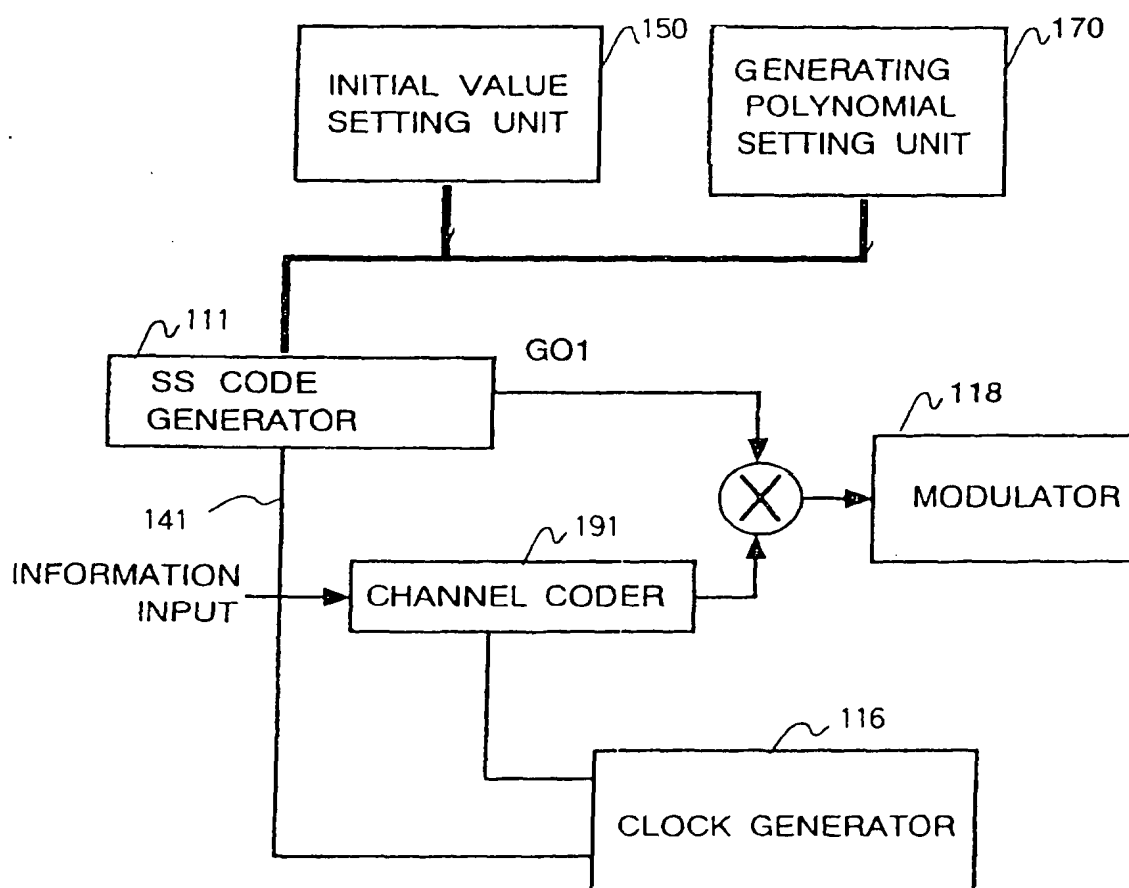 150
170
INITIAL VALUE
SETTING UNIT
GENERATING
POLYNOMIAL
SETTING UNIT
111
GO1
SS CODE
GENERATOR
118
MODULATOR
141
191
INFORMATION
INPUT
CHANNEL CODER
116
CLOCK GENERATOR